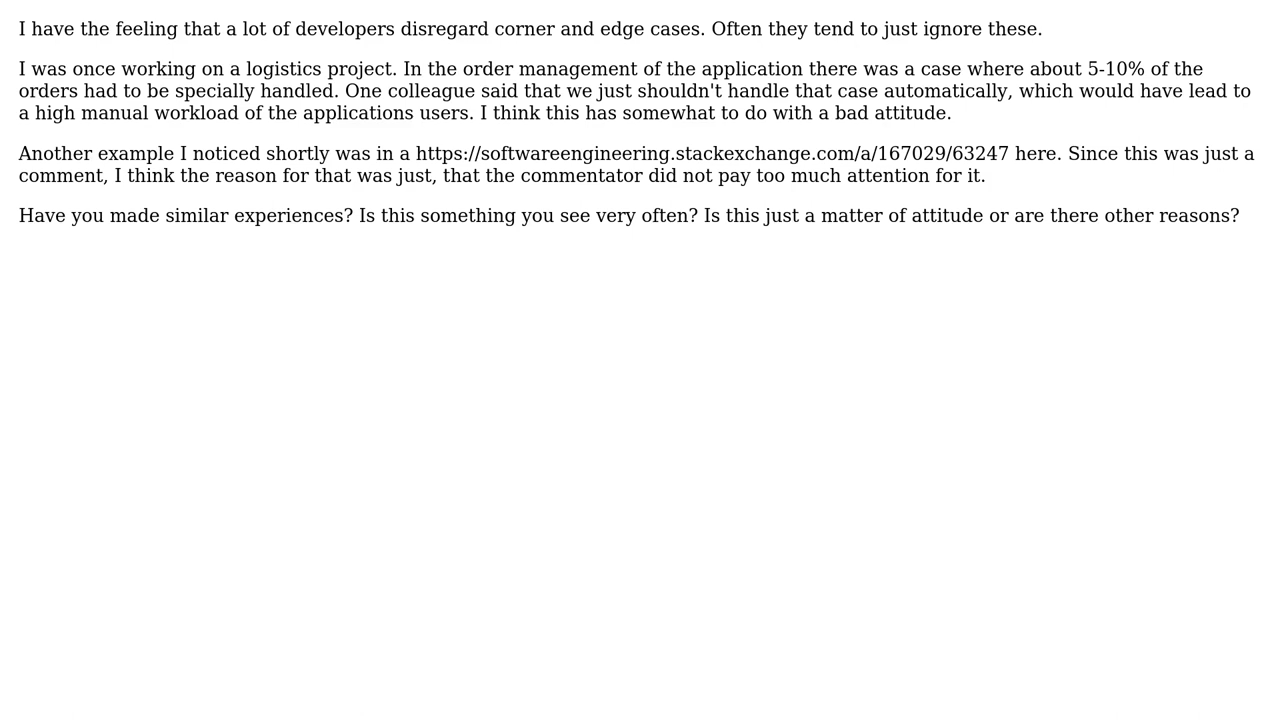 I have the feeling that a lot of developers disregard corner and edge cases. Often they tend to just ignore these.
I was once working on a logistics project. In the order management of the application there was a case where about 5-10% of the
orders had to be specially handled. One colleague said that we just shouldn't handle that case automatically, which would have lead to
a high manual workload of the applications users. I think this has somewhat to do with a bad attitude.
Another example I noticed shortly was in a https://softwareengineering.stackexchange.com/a/167029/63247 here. Since this was just a
comment, I think the reason for that was just, that the commentator did not pay too much attention for it.
Have you made similar experiences? Is this something you see very often? Is this just a matter of attitude or are there other reasons?